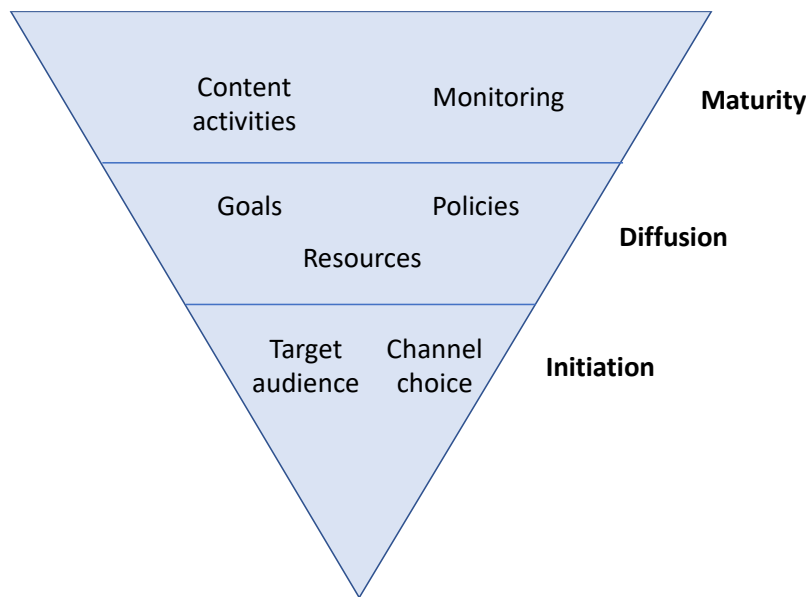 Content
activities
Monitoring
Maturity
Goals
Policies
Resources
Diffusion
Target
audience
Channel
choice
Initiation